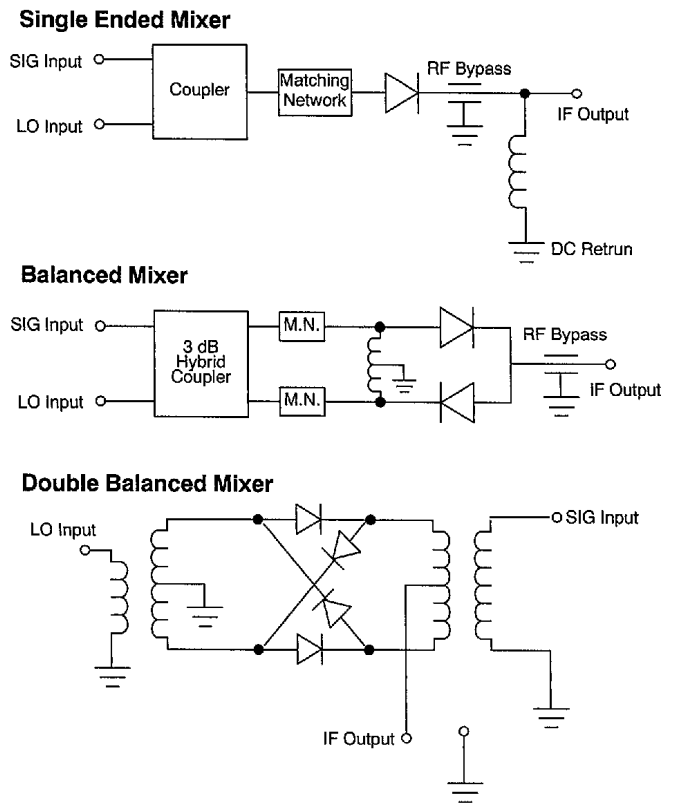 Single Ended Mixer
SIG Input
Coupler
Matching
Network
RF Bypass
IF Output
LO Input
DC Retrun
Balanced Mixer
SIG Input
M.N.
3 dB
Hybrid
Coupler
RF Bypass
LO Input
M.N.
IF Output
Double Balanced Mixer
LO Input
SIG Input
IF Output